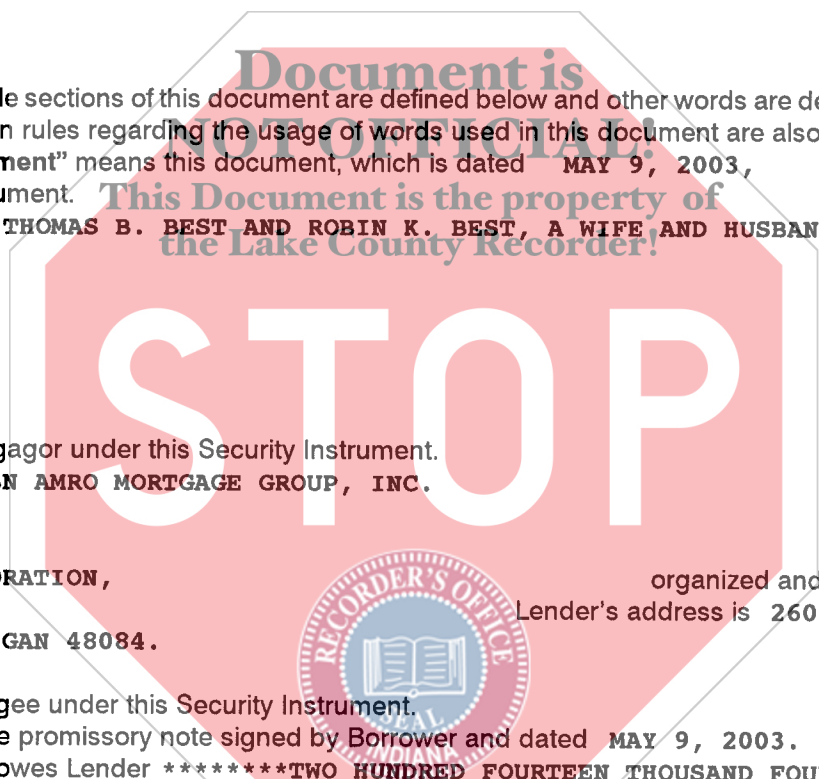 Document is
le sections of this document are defined below and other words are de
n rules regarding the usage of words used in this document are also
NOT OFFICIAL!
ment” means this document, which is dated MAY 9, 2003,
ument.
This Document is the property of
THOMAS B. BEST AND ROBIN K. BEST, A WIFE AND HUSBAN
the Lake County Recorder!
STOP
gagor under this Security Instrument.
N AMRO MORTGAGE GROUP, INC.
RATION, organized and
Lender's address is 260
GAN 48084.
RECORDER'S OFFICE
SEAL
INDIANA
gee under this Security Instrument.
e promissory note signed by Borrower and dated MAY 9, 2003.
owes Lender ********TWO HUNDRED FOURTEEN THOUSAND FOU